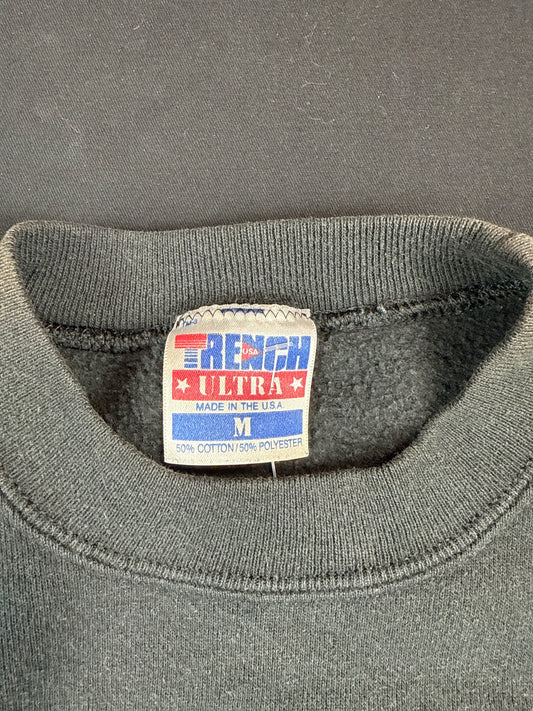 TRENCH
USA
ULTRA
MADE IN THE U.S.A.
M
50% COTTON/50% POLYESTER